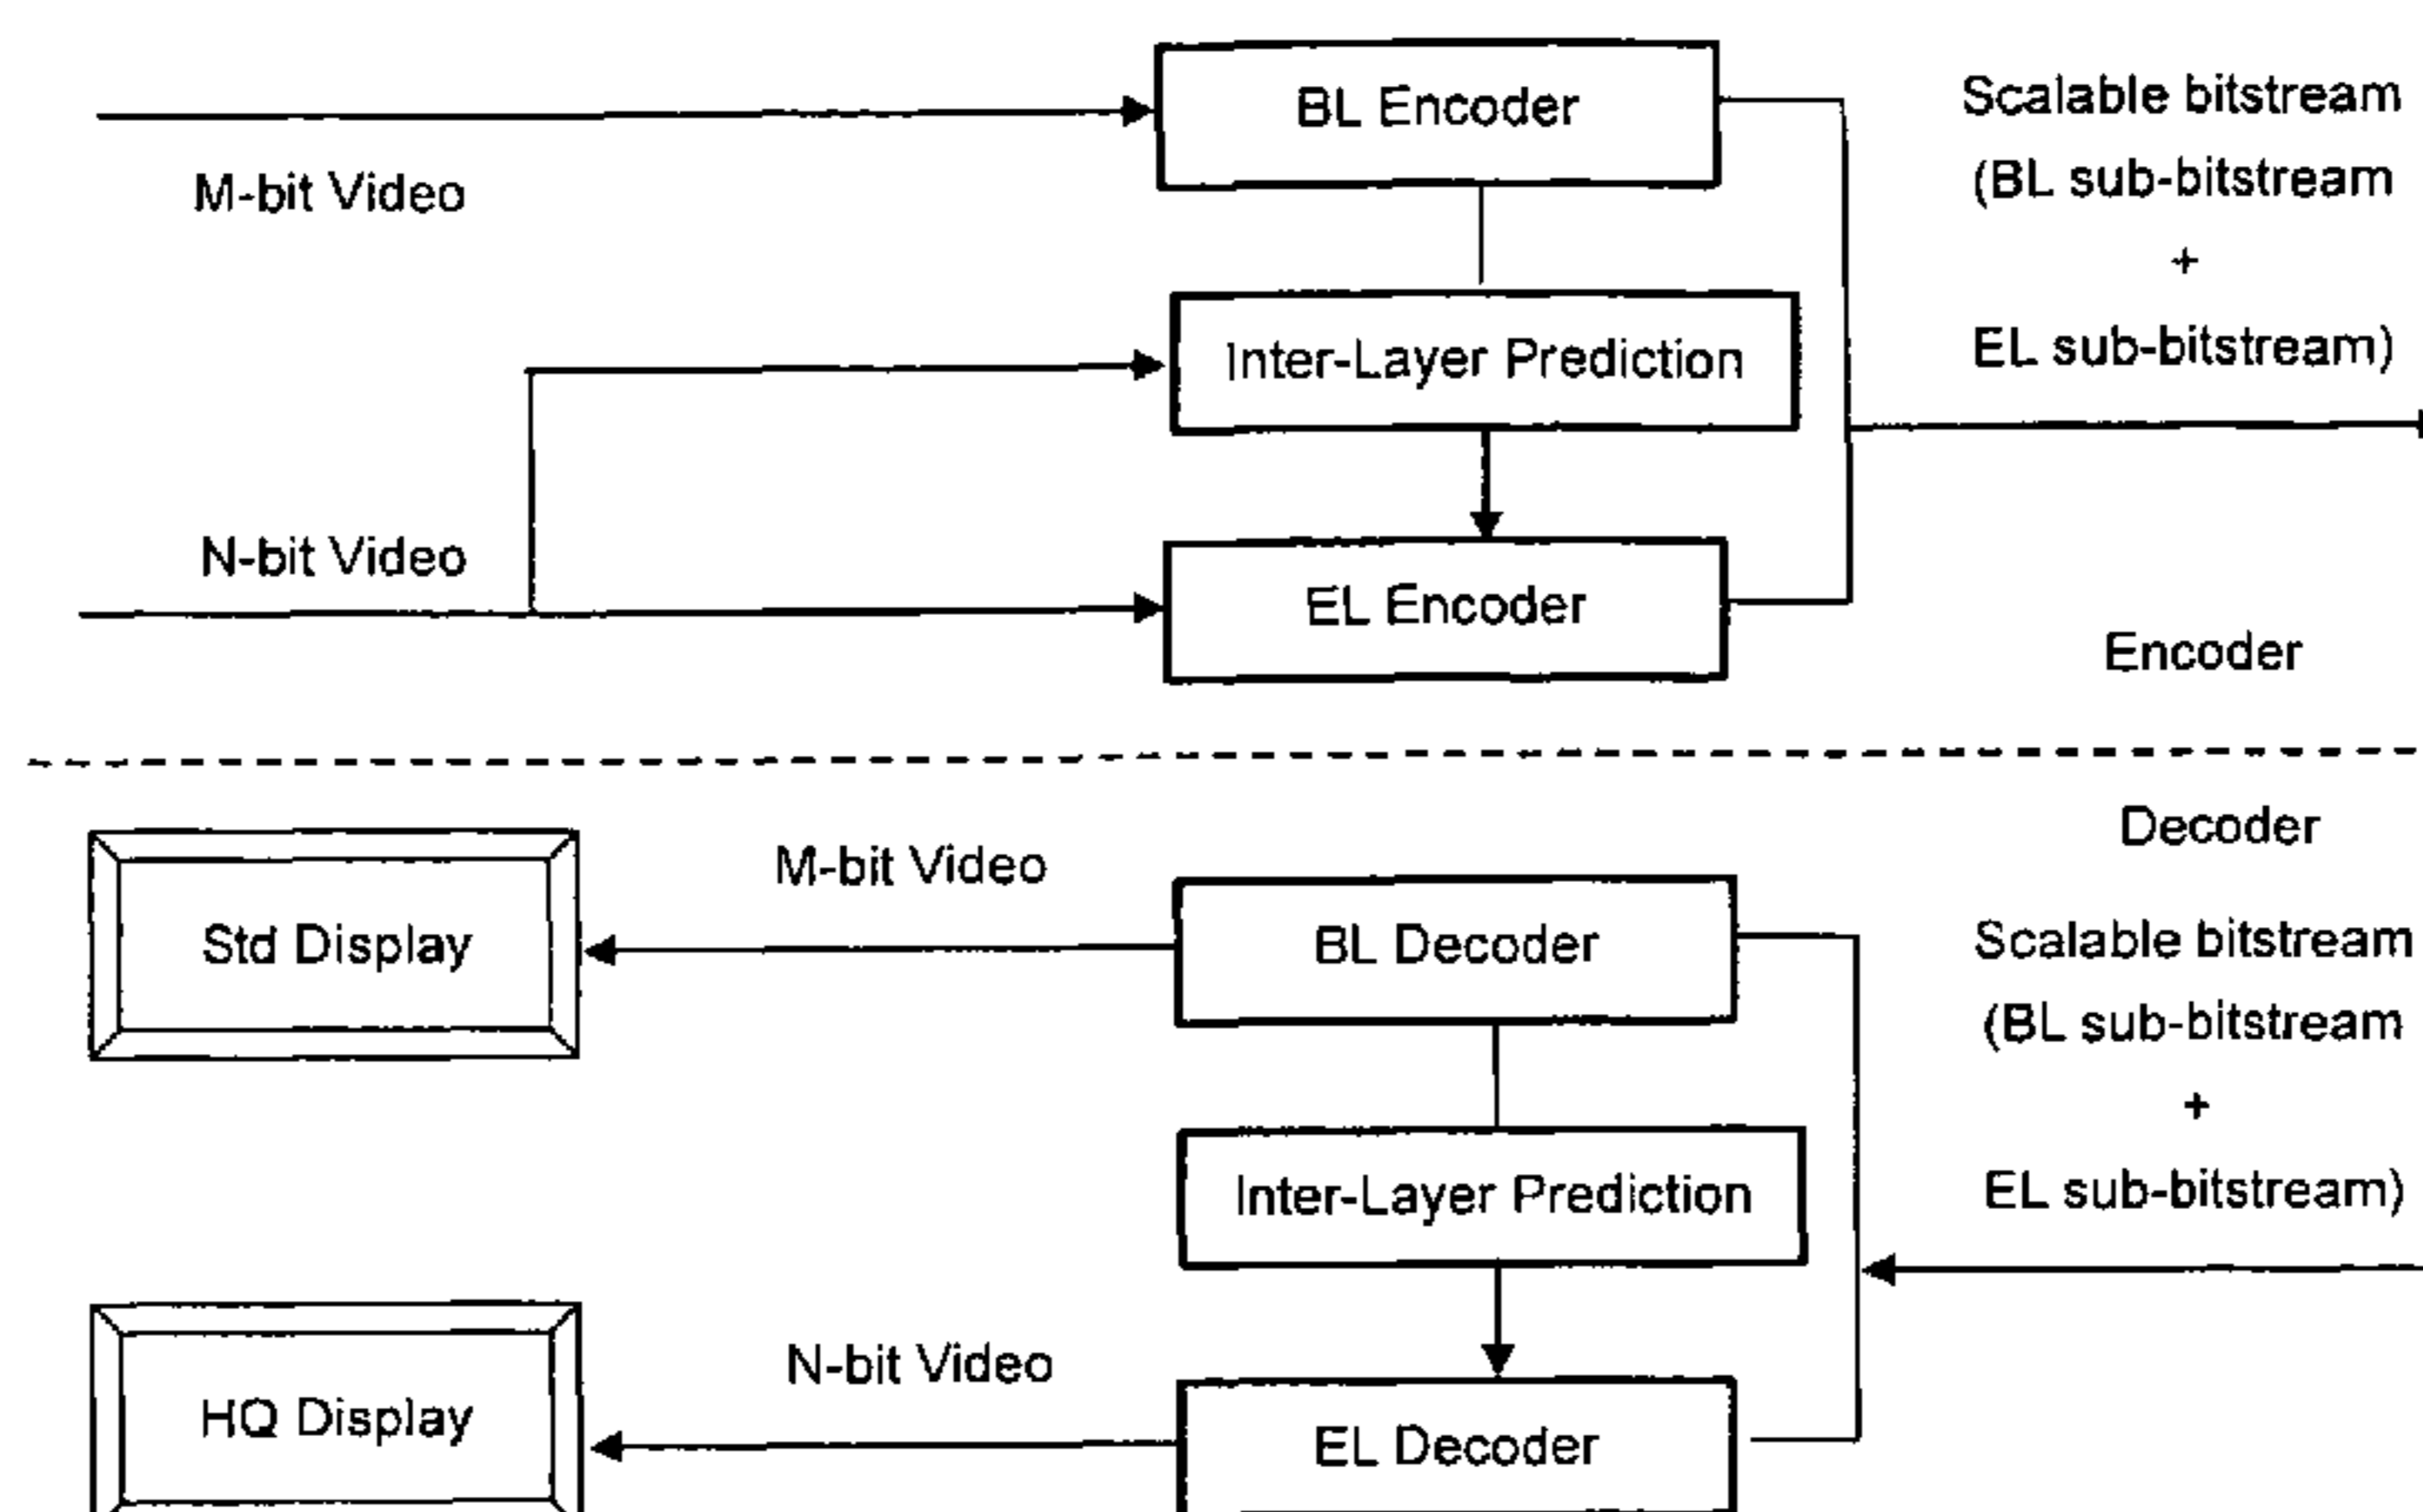 BL Encoder
Scalable bitstream
M-bit Video
(BL sub-bitstream
+
Inter-Layer Prediction
EL sub-bitstream)
N-bit Video
EL Encoder
Encoder
Decoder
M-bit Video
Std Display
BL Decoder
Scalable bitstream
(BL sub-bitstream
+
Inter-Layer Prediction
EL sub-bitstream)
N-bit Video
HQ Display
EL Decoder